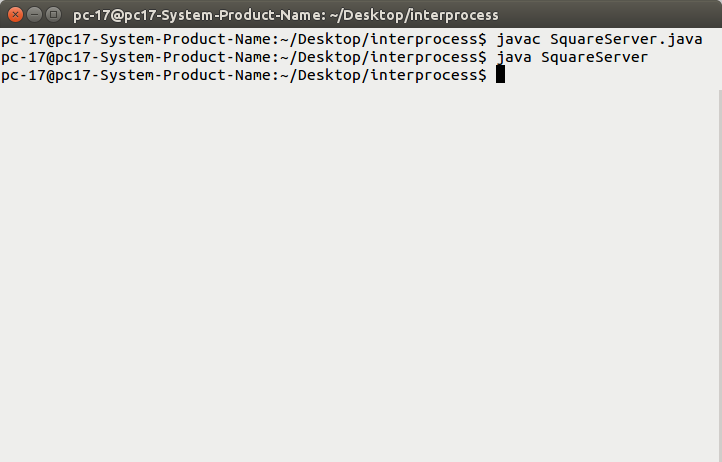 pc-17@pc17-System-Product-Name: ~/Desktop/interprocess
pc-17@pc17-System-Product-Name:~/Desktop/interprocess$ javac SquareServer.java
pc-17@pc17-System-Product-Name:~/Desktop/interprocess$ java SquareServer
pc-17@pc17-System-Product-Name:~/Desktop/interprocess$